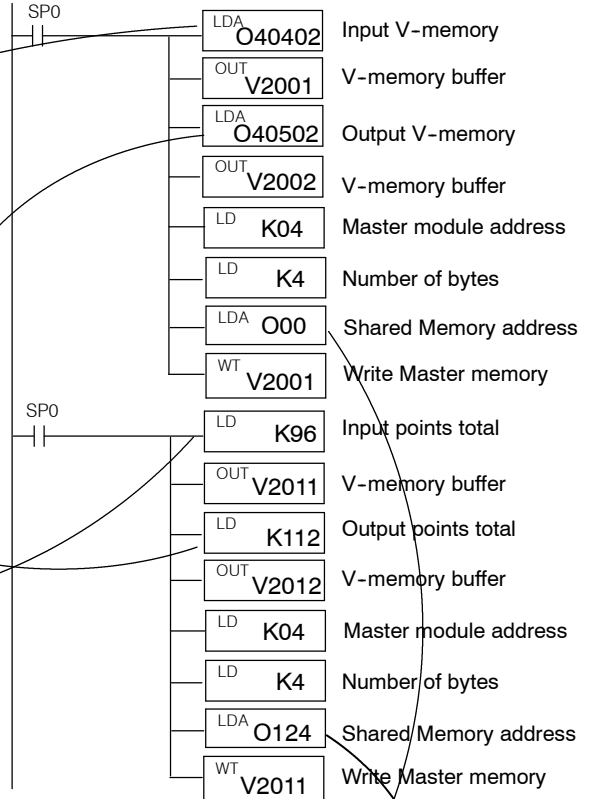 SP0
LDA O40402 Input V-memory
OUT V2001 V-memory buffer
LDA O40502 Output V-memory
OUT V2002 V-memory buffer
LD K04 Master module address
LD K4 Number of bytes
LDA O00 Shared Memory address
WT V2001 Write Master memory
SP0
LD K96 Input points total
OUT V2011 V-memory buffer
LD K112 Output points total
OUT V2012 V-memory buffer
LD K04 Master module address
LD K4 Number of bytes
LDA O124 Shared Memory address
WT V2011 Write Master memory